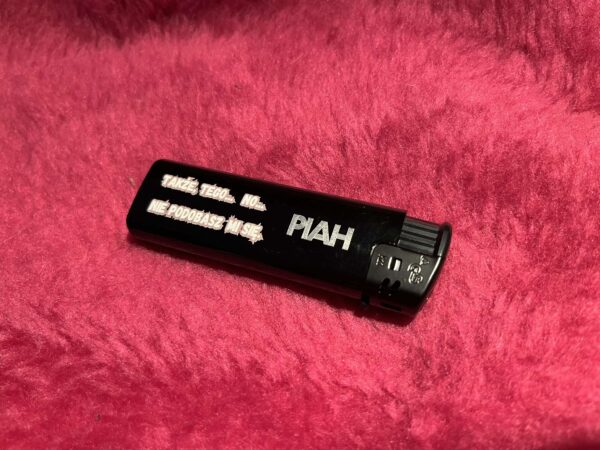 TAKŻE, TEGO... NO...
NIE PODOBASZ MI SIĘ.
PIAH